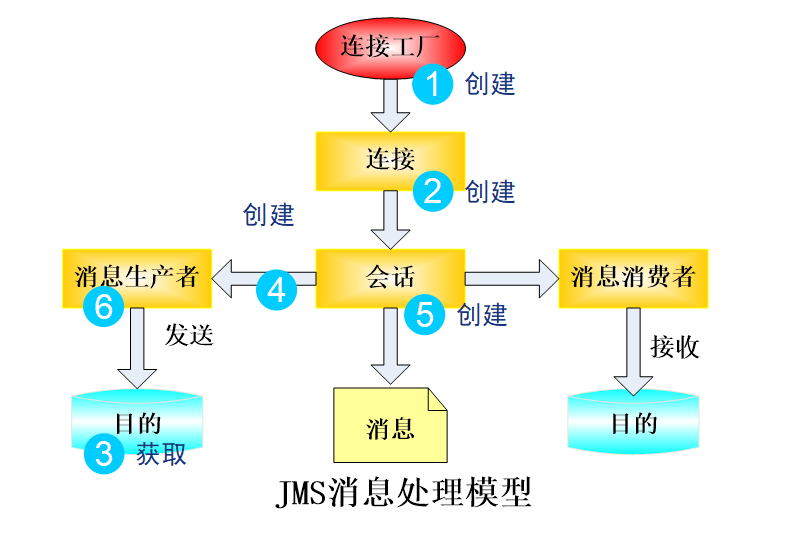 连接工厂
1 创建
连接
2 创建
创建
消息生产者
会话
消息消费者
4
6
5 创建
发送
接收
目的
消息
目的
3 获取
JMS消息处理模型